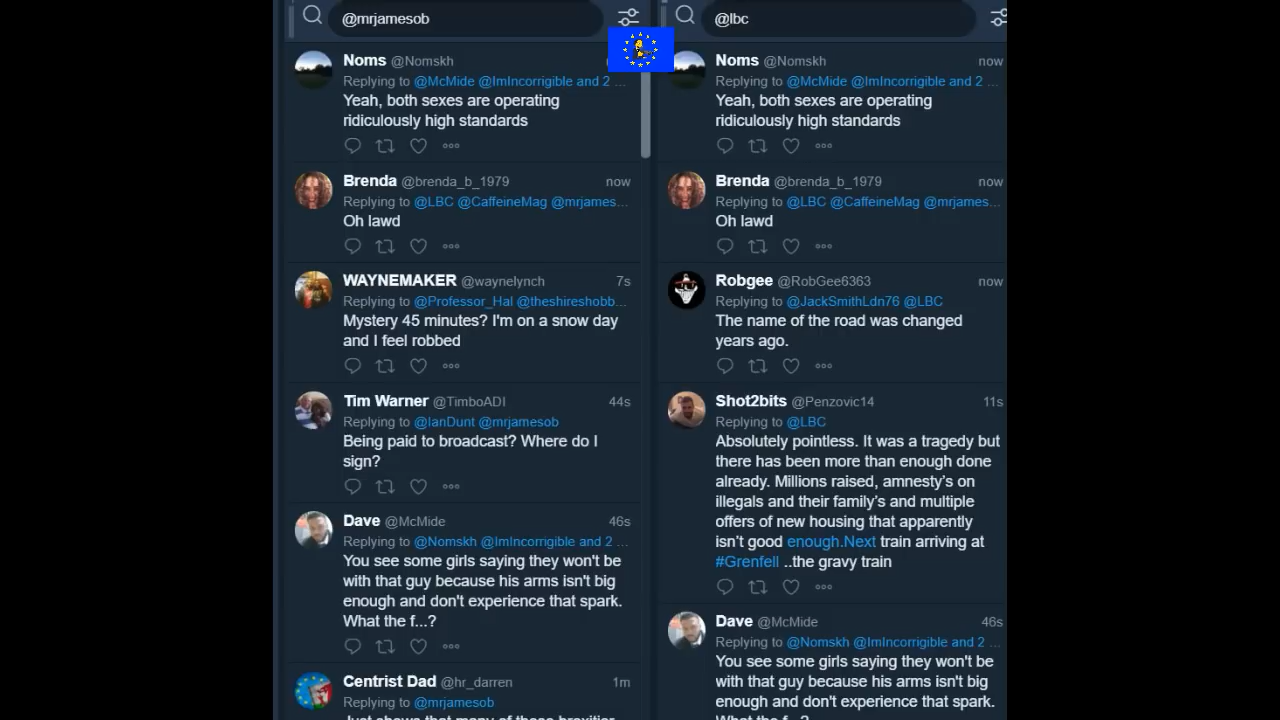 @mrjamesob
Noms @Nomskh
Replying to @McMide @ImIncorrigible and 2 ...
Yeah, both sexes are operating
ridiculously high standards
Brenda @brenda_b_1979 now
Replying to @LBC @CaffeineMag @mrjames...
Oh lawd
WAYNEMAKER @waynelynch 7s
Replying to @Professor_Hal @theshireshobb...
Mystery 45 minutes? I'm on a snow day
and I feel robbed
Tim Warner @TimboADI 44s
Replying to @IanDunt @mrjamesob
Being paid to broadcast? Where do I
sign?
Dave @McMide 46s
Replying to @Nomskh @ImIncorrigible and 2 ...
You see some girls saying they won't be
with that guy because his arms isn't big
enough and don't experience that spark.
What the f...?
Centrist Dad @hr_darren 1m
Replying to @mrjamesob
Just shows that many of these brexitier
@lbc
Noms @Nomskh now
Replying to @McMide @ImIncorrigible and 2 ...
Yeah, both sexes are operating
ridiculously high standards
Brenda @brenda_b_1979 now
Replying to @LBC @CaffeineMag @mrjames...
Oh lawd
Robgee @RobGee6363 now
Replying to @JackSmithLdn76 @LBC
The name of the road was changed
years ago.
Shot2bits @Penzovic14 11s
Replying to @LBC
Absolutely pointless. It was a tragedy but
there has been more than enough done
already. Millions raised, amnesty's on
illegals and their family's and multiple
offers of new housing that apparently
isn't good enough.Next train arriving at
#Grenfell ..the gravy train
Dave @McMide 46s
Replying to @Nomskh @ImIncorrigible and 2 ...
You see some girls saying they won't be
with that guy because his arms isn't big
enough and don't experience that spark.
What the f...?